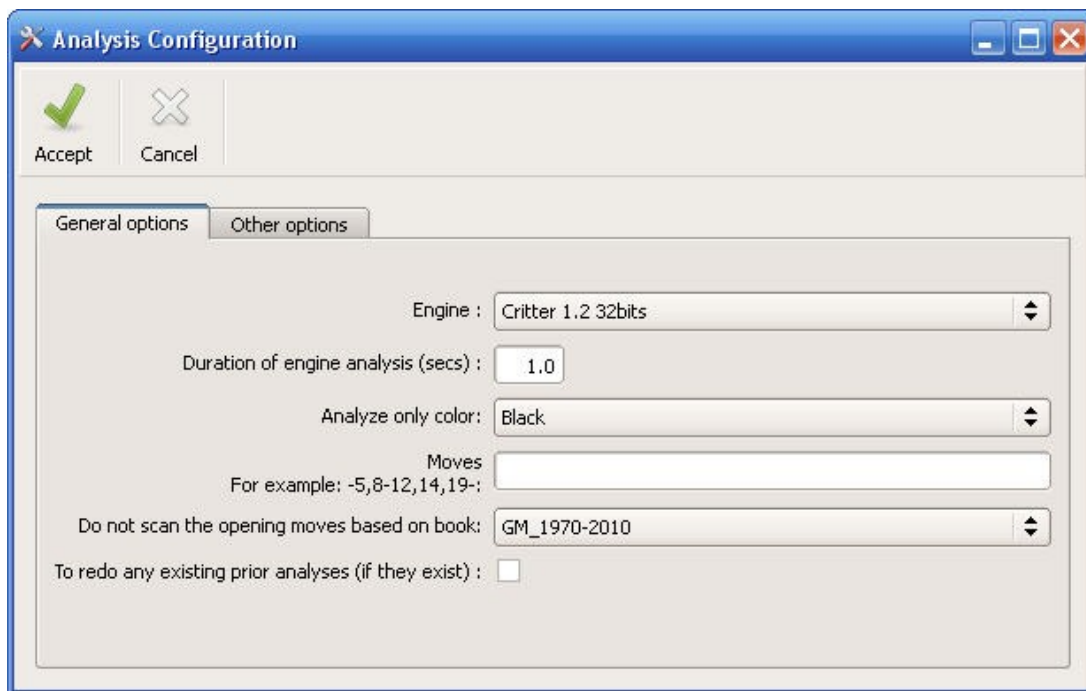 Analysis Configuration
Accept Cancel
General options Other options
Engine : Critter 1.2 32bits
Duration of engine analysis (secs) : 1.0
Analyze only color: Black
Moves
For example: -5,8-12,14,19-:
Do not scan the opening moves based on book: GM_1970-2010
To redo any existing prior analyses (if they exist) :